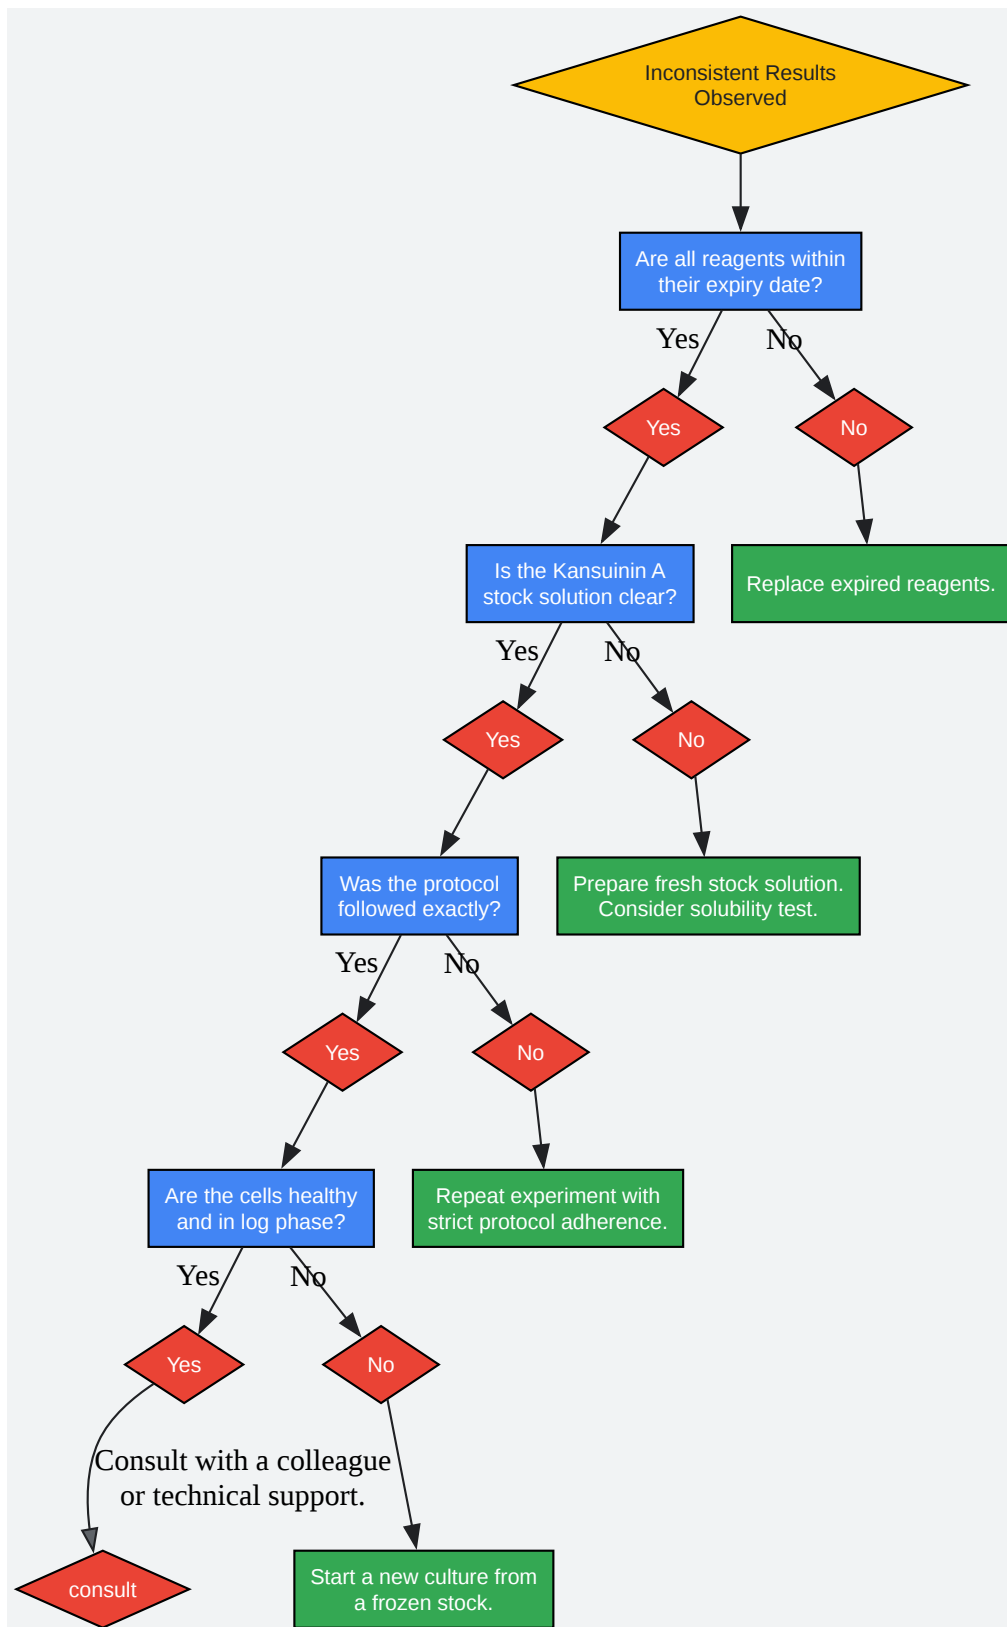 Inconsistent Results
Observed
Are all reagents within
their expiry date?
Yes
No
Yes
No
Is the Kansuinin A
stock solution clear?
Replace expired reagents.
Yes
No
Yes
No
Was the protocol
followed exactly?
Prepare fresh stock solution.
Consider solubility test.
Yes
No
Yes
No
Are the cells healthy
and in log phase?
Repeat experiment with
strict protocol adherence.
Yes
No
Yes
No
Consult with a colleague
or technical support.
consult
Start a new culture from
a frozen stock.